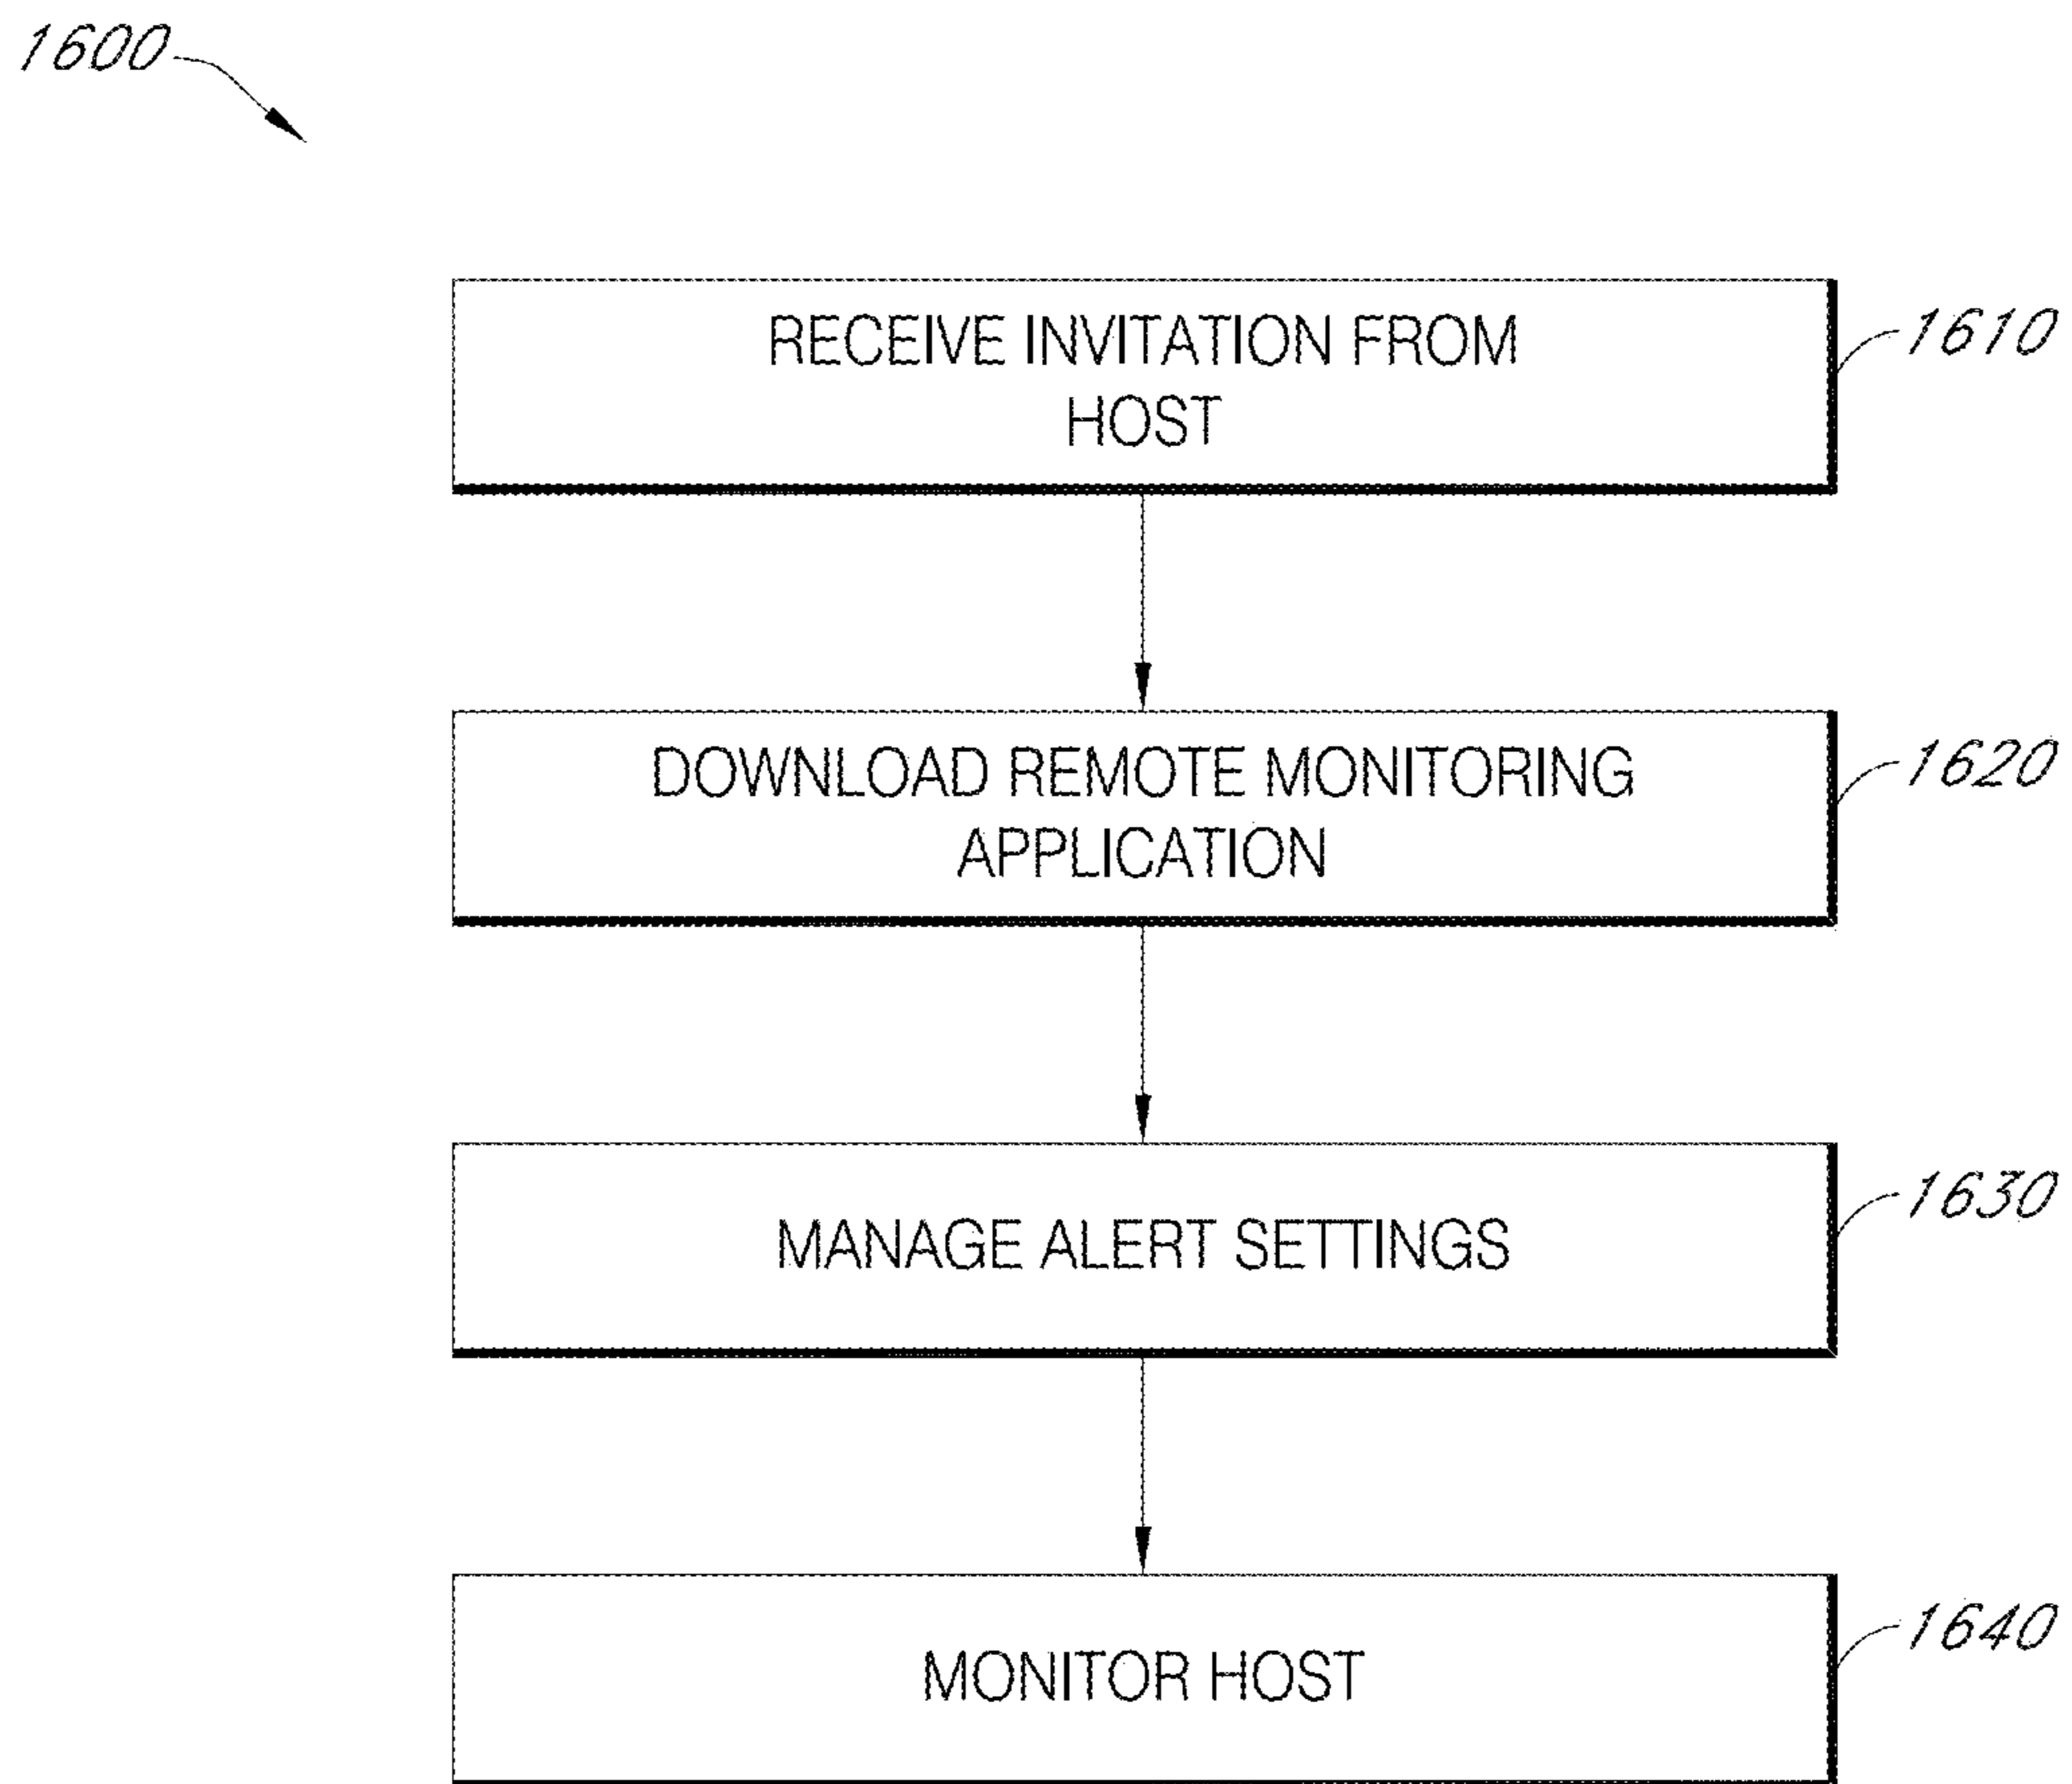 1600
RECEIVE INVITATION FROM
HOST
1610
DOWNLOAD REMOTE MONITORING
APPLICATION
1620
MANAGE ALERT SETTINGS
1630
MONITOR HOST
1640